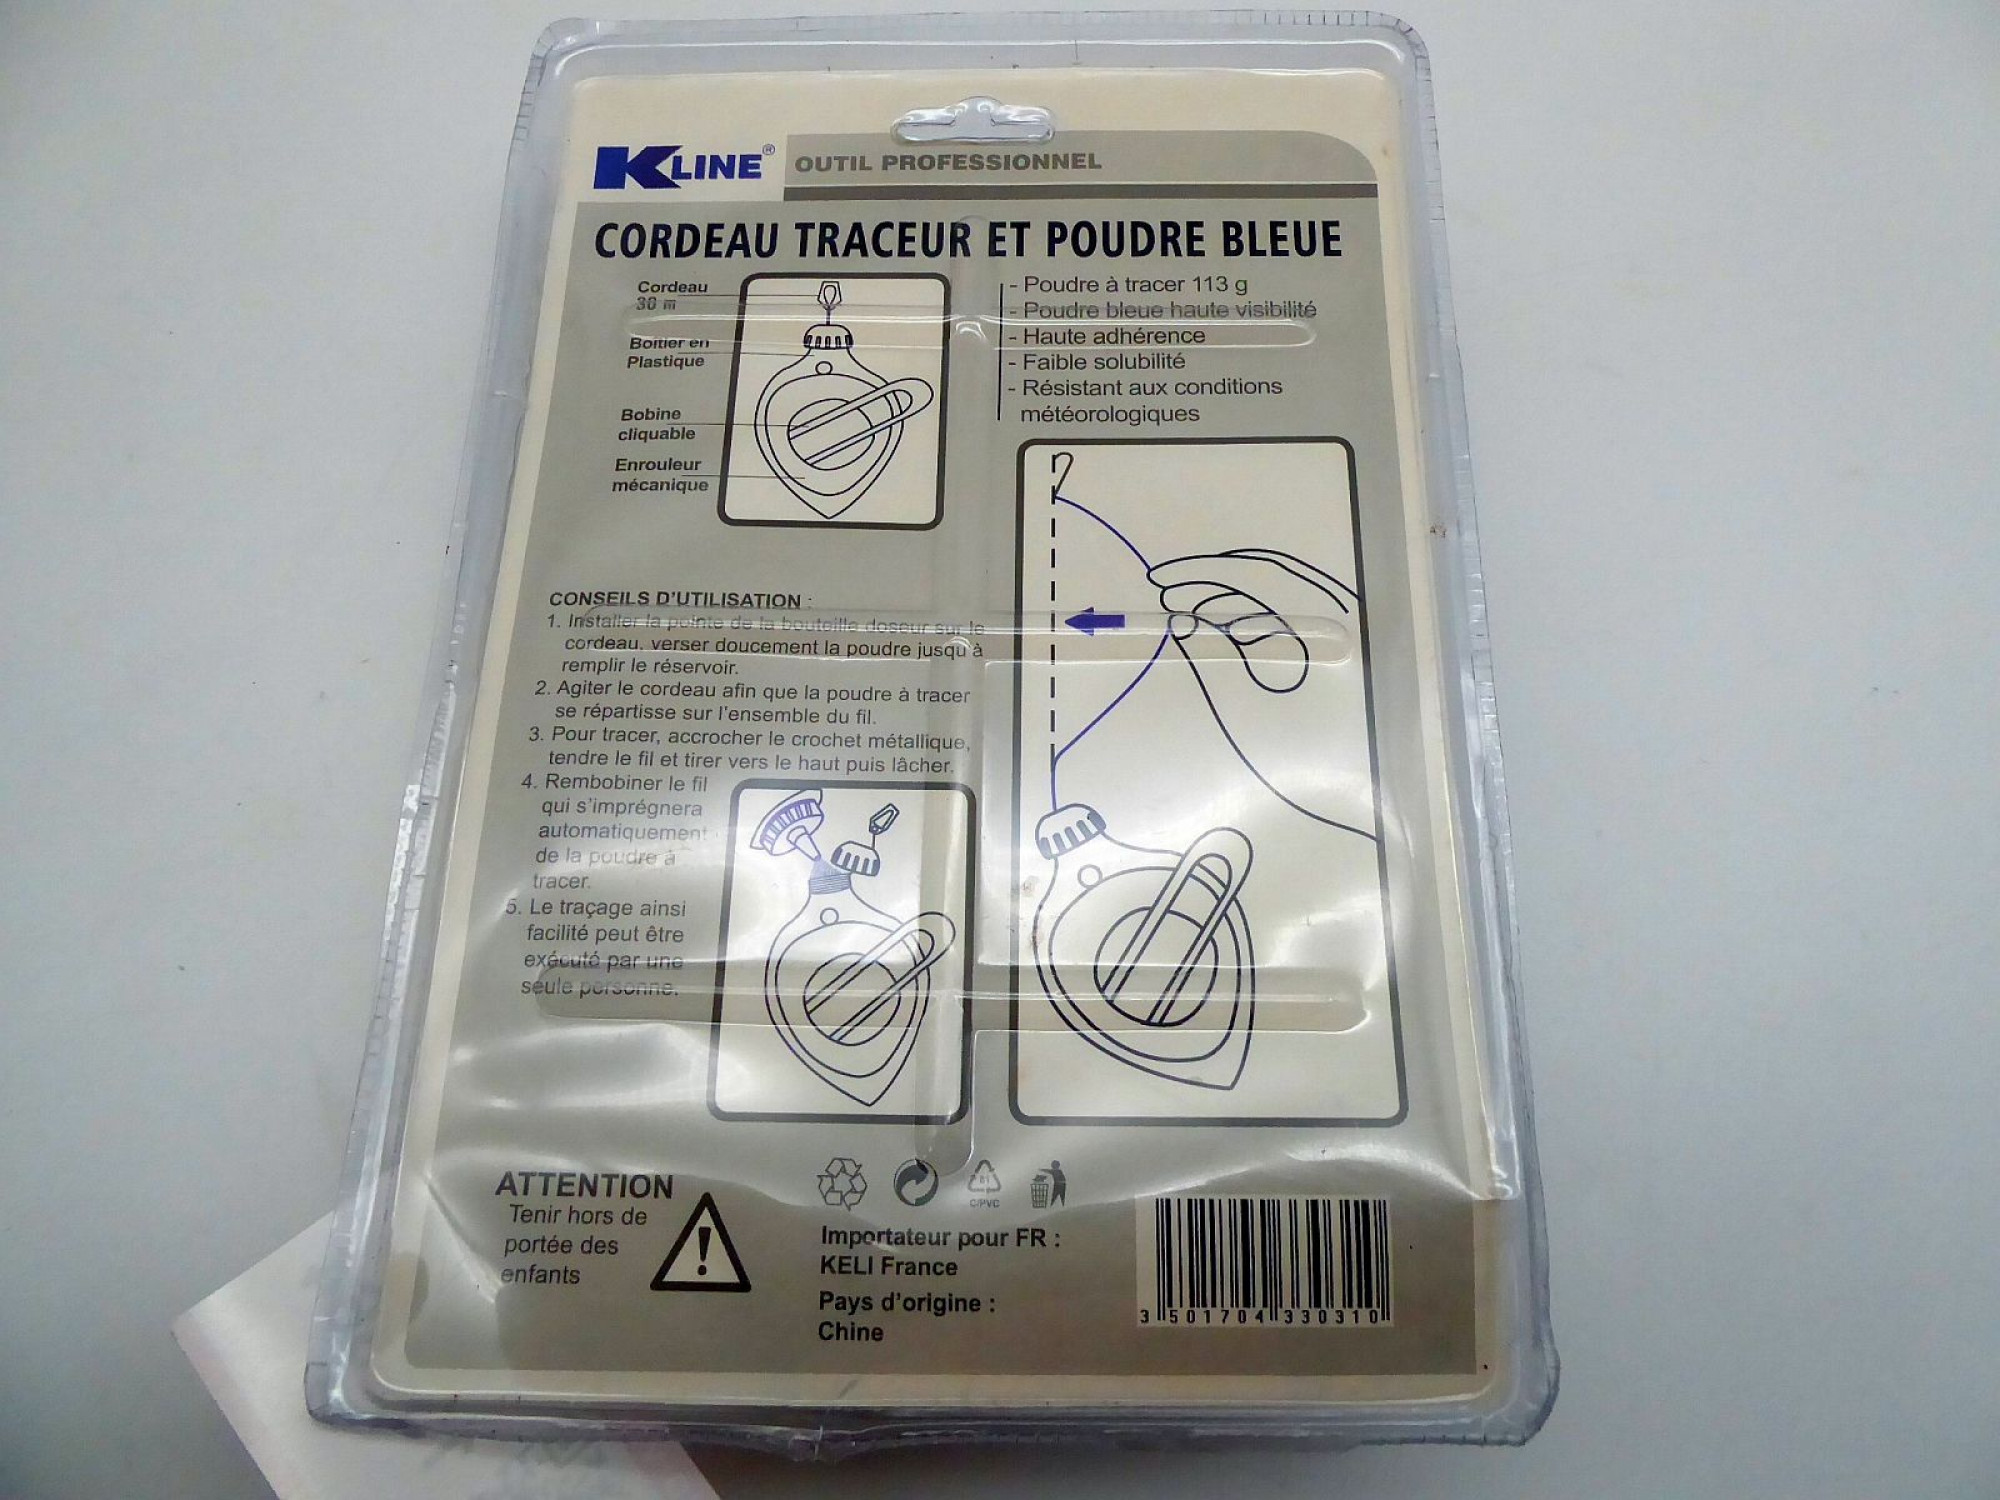 KLINE® OUTIL PROFESSIONNEL
CORDEAU TRACEUR ET POUDRE BLEUE
Cordeau
30 m
Boîtier en
Plastique
Bobine
cliquable
Enrouleur
mécanique
- Poudre à tracer 113 g
- Poudre bleue haute visibilité
- Haute adhérence
- Faible solubilité
- Résistant aux conditions
météorologiques
CONSEILS D'UTILISATION :
1. Installer la pointe de la bouteille doseur sur le
cordeau, verser doucement la poudre jusqu'à
remplir le réservoir.
2. Agiter le cordeau afin que la poudre à tracer
se répartisse sur l'ensemble du fil.
3. Pour tracer, accrocher le crochet métallique,
tendre le fil et tirer vers le haut puis lâcher.
4. Rembobiner le fil
qui s'imprégnera
automatiquement
de la poudre à
tracer.
5. Le traçage ainsi
facilité peut être
exécuté par une
seule personne.
ATTENTION
Tenir hors de
portée des
enfants
!
C/PVC
Importateur pour FR :
KELI France
Pays d'origine :
Chine
3 501704 330310